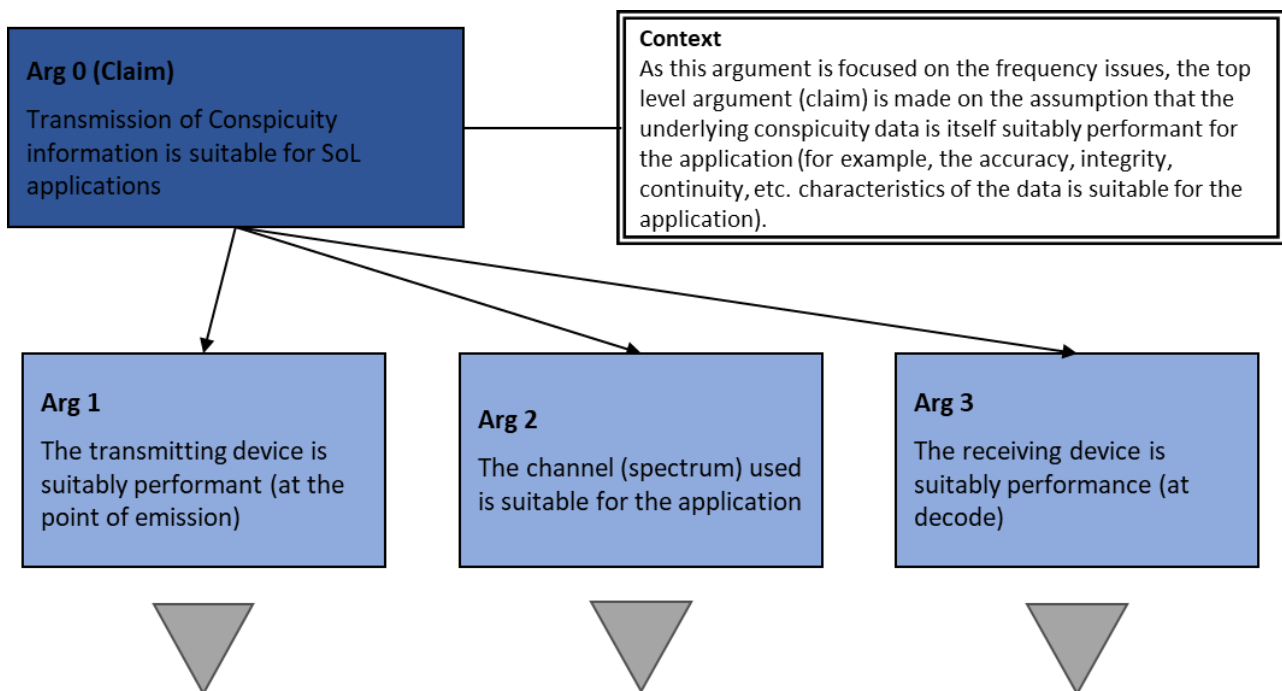 Arg 0 (Claim)
Transmission of Conspicuity
information is suitable for SoL
applications
Context
As this argument is focused on the frequency issues, the top
level argument (claim) is made on the assumption that the
underlying conspicuity data is itself suitably performant for
the application (for example, the accuracy, integrity,
continuity, etc. characteristics of the data is suitable for the
application).
Arg 1
The transmitting device is
suitably performant (at the
point of emission)
Arg 2
The channel (spectrum) used
is suitable for the application
Arg 3
The receiving device is
suitably performance (at
decode)